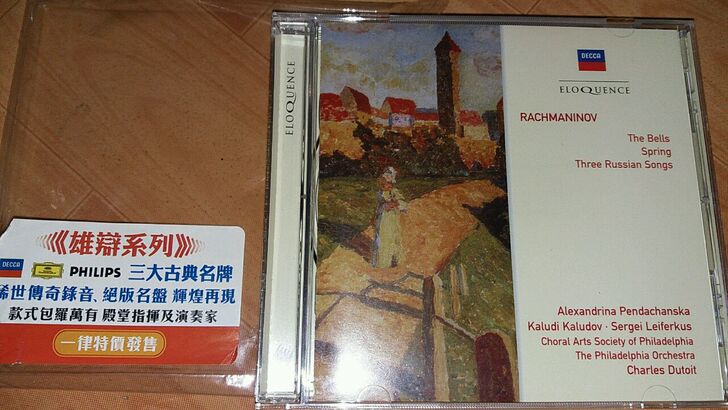 《《雄辯系列》》
DECCA
PHILIPS 三大古典名牌
稀世傳奇錄音、絕版名盤 輝煌再現
款式包羅萬有 殿堂指揮及演奏家
一律特價發售
ELOQUENCE
DECCA
ELOQUENCE
RACHMANINOV
The Bells
Spring
Three Russian Songs
Alexandrina Pendachanska
Kaludi Kaludov · Sergei Leiferkus
Choral Arts Society of Philadelphia
The Philadelphia Orchestra
Charles Dutoit